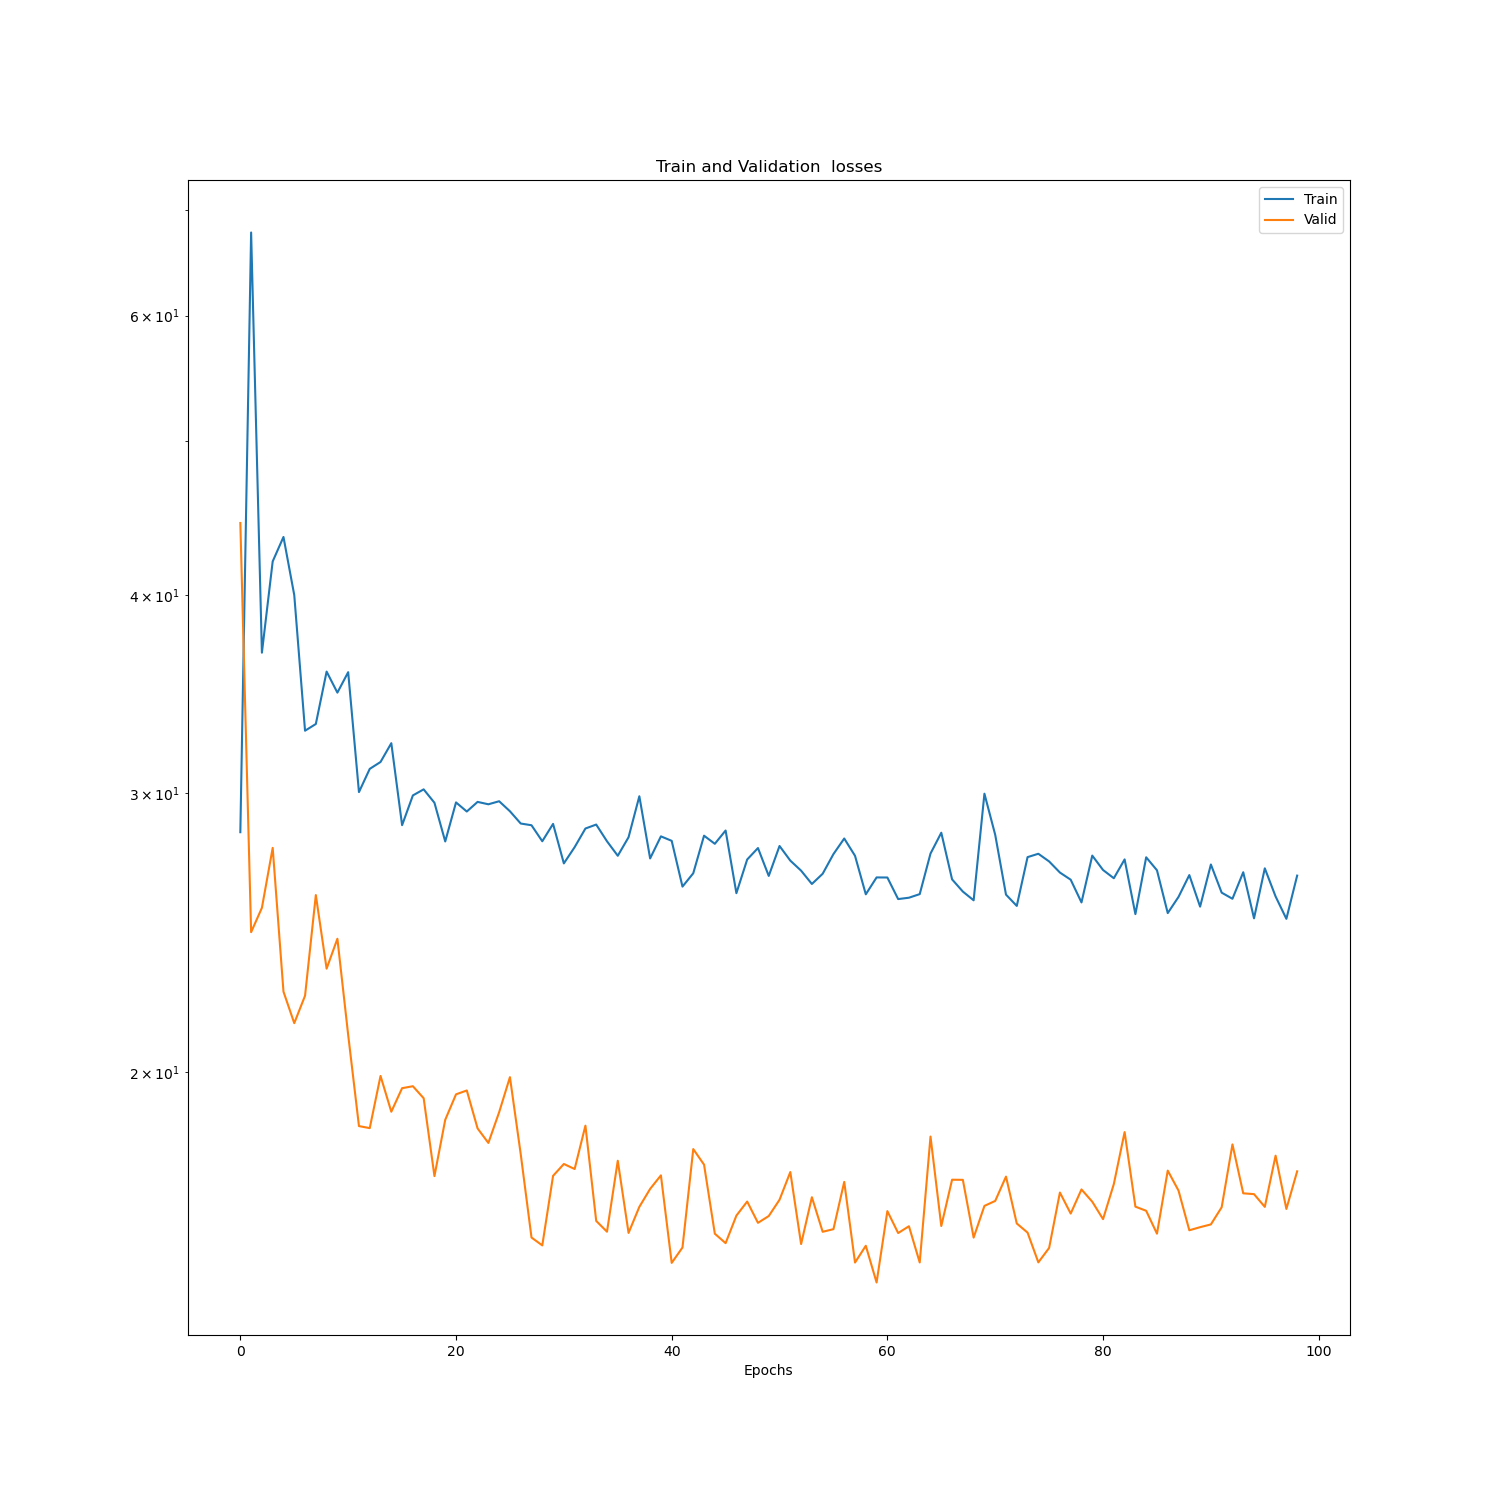 Train and Validation  losses
Train
Valid
6 × 10¹
4 × 10¹
3 × 10¹
2 × 10¹
0 20 40 60 80 100
Epochs